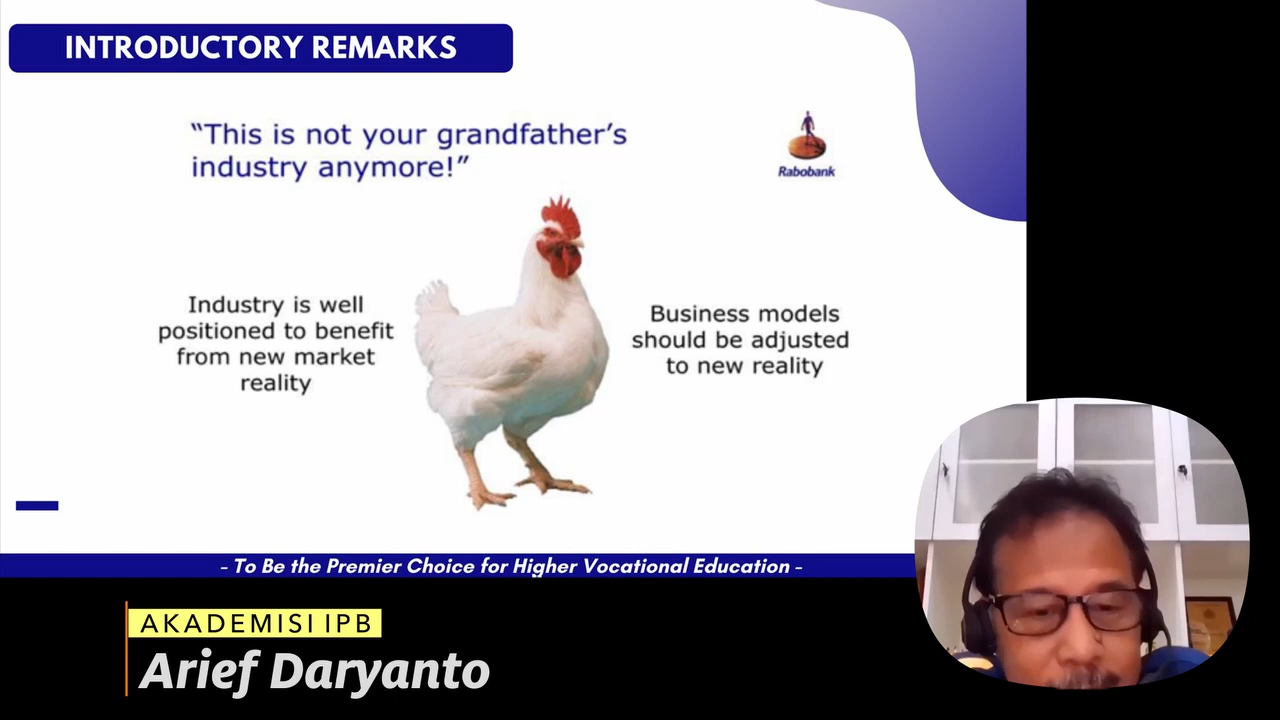 INTRODUCTORY REMARKS
“This is not your grandfather’s
industry anymore!”
Rabobank
Industry is well
positioned to benefit
from new market
reality
Business models
should be adjusted
to new reality
- To Be the Premier Choice for Higher Vocational Education -
AKADEMISI IPB
Arief Daryanto